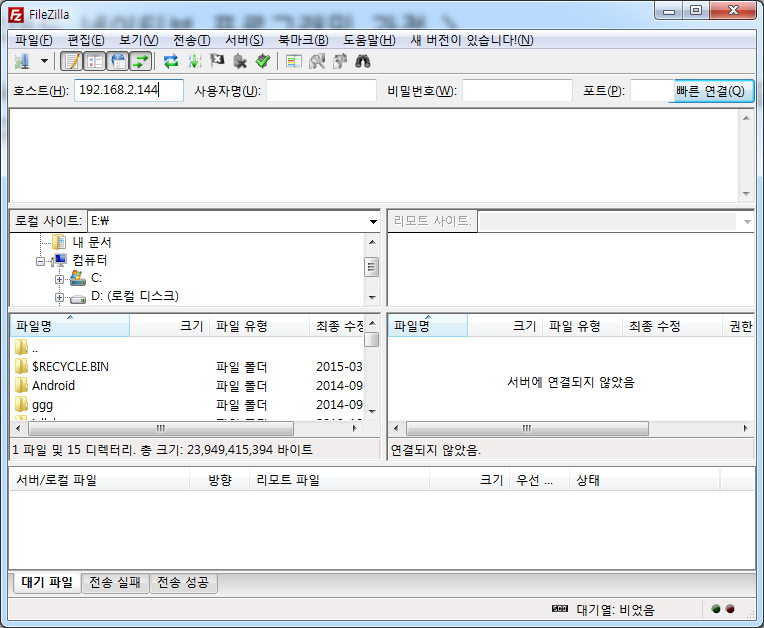 FileZilla
파일(F) 편집(E) 보기(V) 전송(T) 서버(S) 북마크(B) 도움말(H) 새 버전이 있습니다!(N)
호스트(H): 192.168.2.144 사용자명(U): 비밀번호(W): 포트(P): 빠른 연결(Q)
로컬 사이트: E:₩ 리모트 사이트:
내 문서
컴퓨터
C:
D: (로컬 디스크)
파일명 크기 파일 유형 최종 수정 파일명 크기 파일 유형 최종 수정 권한
..
$RECYCLE.BIN 파일 폴더 2015-03
Android 파일 폴더 2014-09
ggg 파일 폴더 2014-09
서버에 연결되지 않았음
1 파일 및 15 디렉터리. 총 크기: 23,949,415,394 바이트 연결되지 않았음.
서버/로컬 파일 방향 리모트 파일 크기 우선 ... 상태
대기 파일 전송 실패 전송 성공
대기열: 비었음